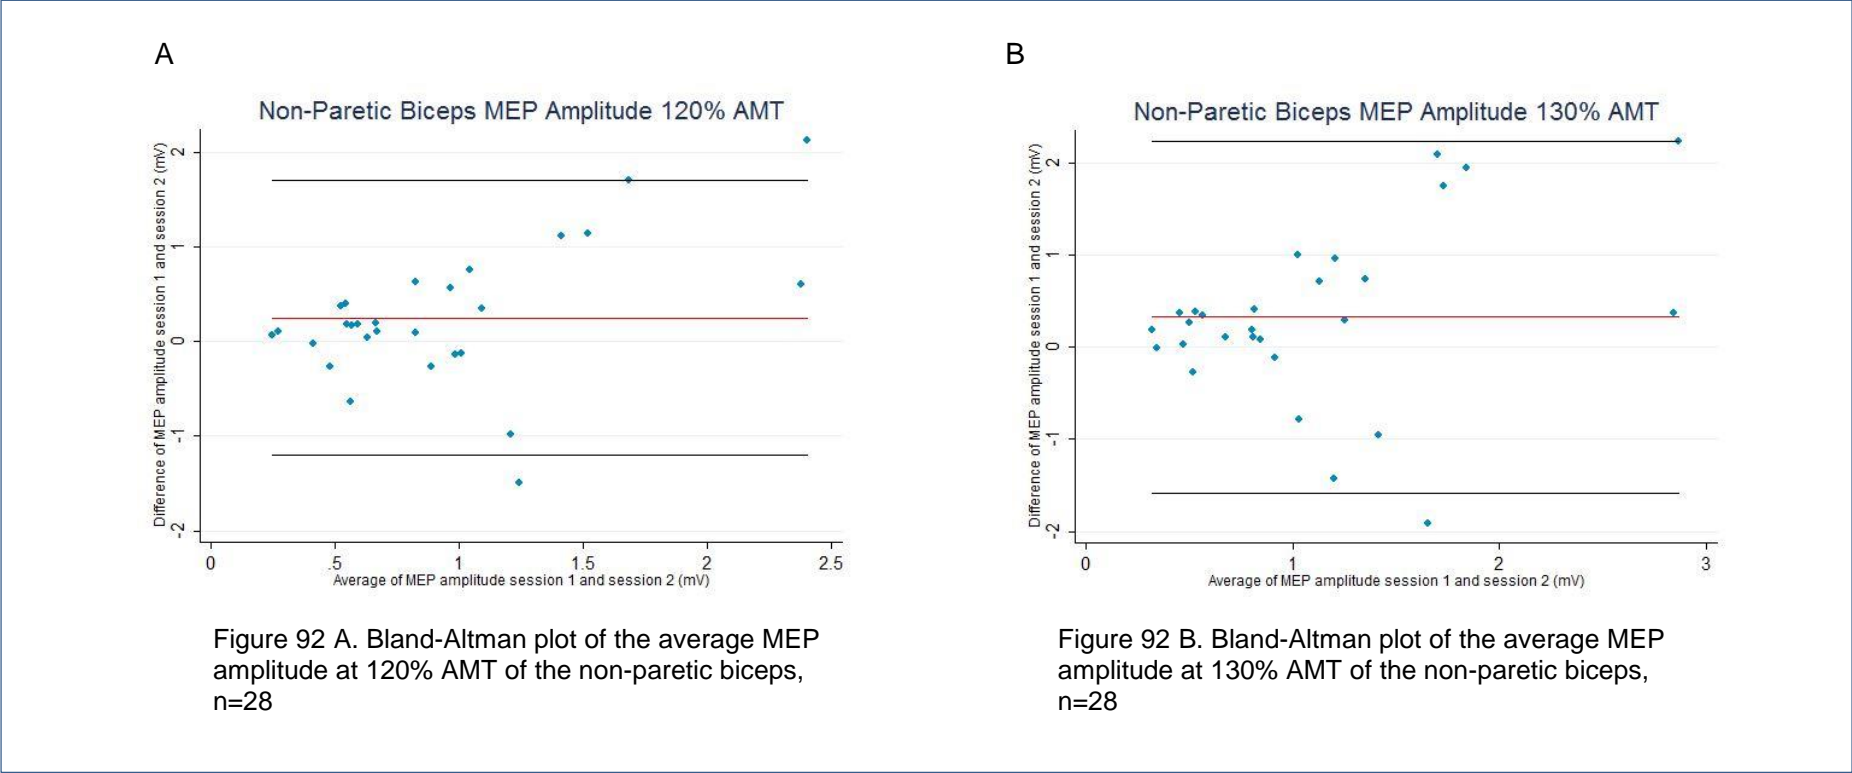 A
B
Non-Paretic Biceps MEP Amplitude 120% AMT
Difference of MEP amplitude session 1 and session 2 (mV)
2
1
0
-1
-2
0 .5 1 1.5 2 2.5
Average of MEP amplitude session 1 and session 2 (mV)
Non-Paretic Biceps MEP Amplitude 130% AMT
Difference of MEP amplitude session 1 and session 2 (mV)
2
1
0
-1
-2
0 1 2 3
Average of MEP amplitude session 1 and session 2 (mV)
Figure 92 A. Bland-Altman plot of the average MEP
amplitude at 120% AMT of the non-paretic biceps,
n=28
Figure 92 B. Bland-Altman plot of the average MEP
amplitude at 130% AMT of the non-paretic biceps,
n=28